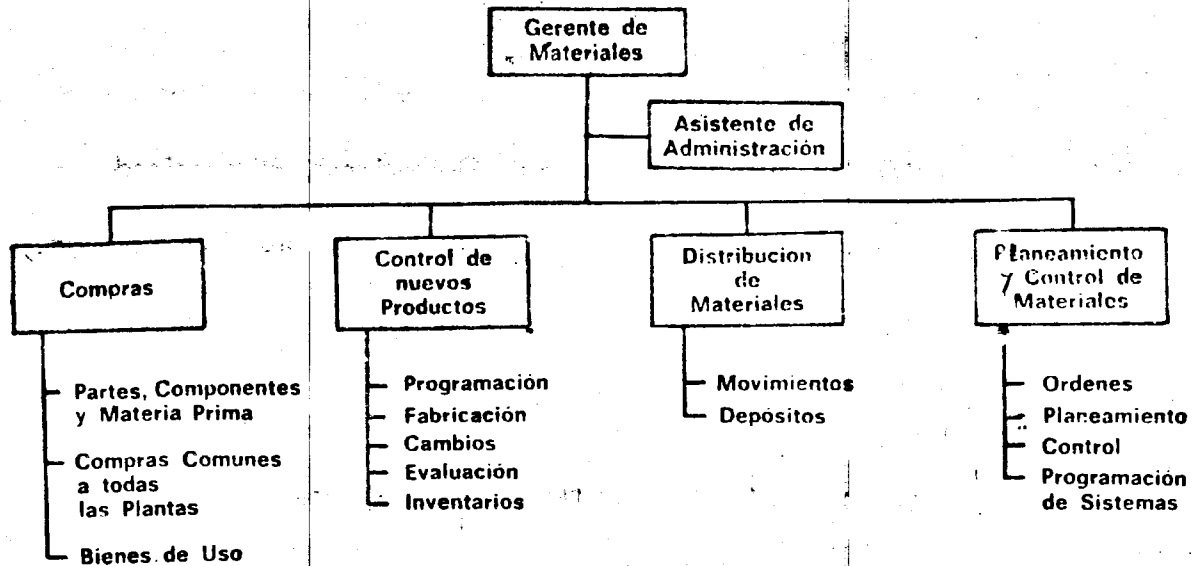 Gerente de
Materiales
Asistente de
Administración
Compras
Partes, Componentes
y Materia Prima
Compras Comunes
a todas
las Plantas
Bienes de Uso
Control de
nuevos
Productos
Programación
Fabricación
Cambios
Evaluación
Inventarios
Distribucion
de
Materiales
Movimientos
Depósitos
Planeamiento
y Control de
Materiales
Ordenes
Planeamiento
Control
Programación
de Sistemas